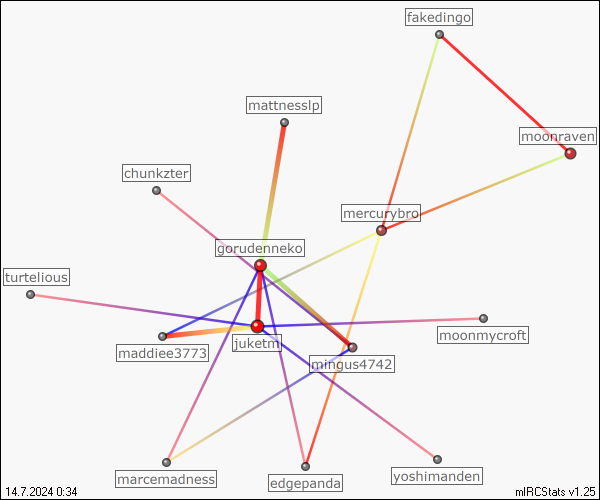 fakedingo
mattnesslp
moonraven
chunkzter
mercurybro
gorudenneko
turtelious
moonmycroft
juketm
maddiee3773
mingus4742
marcemadness
edgepanda
yoshimanden
14.7.2024 0:34
mIRCStats v1.25